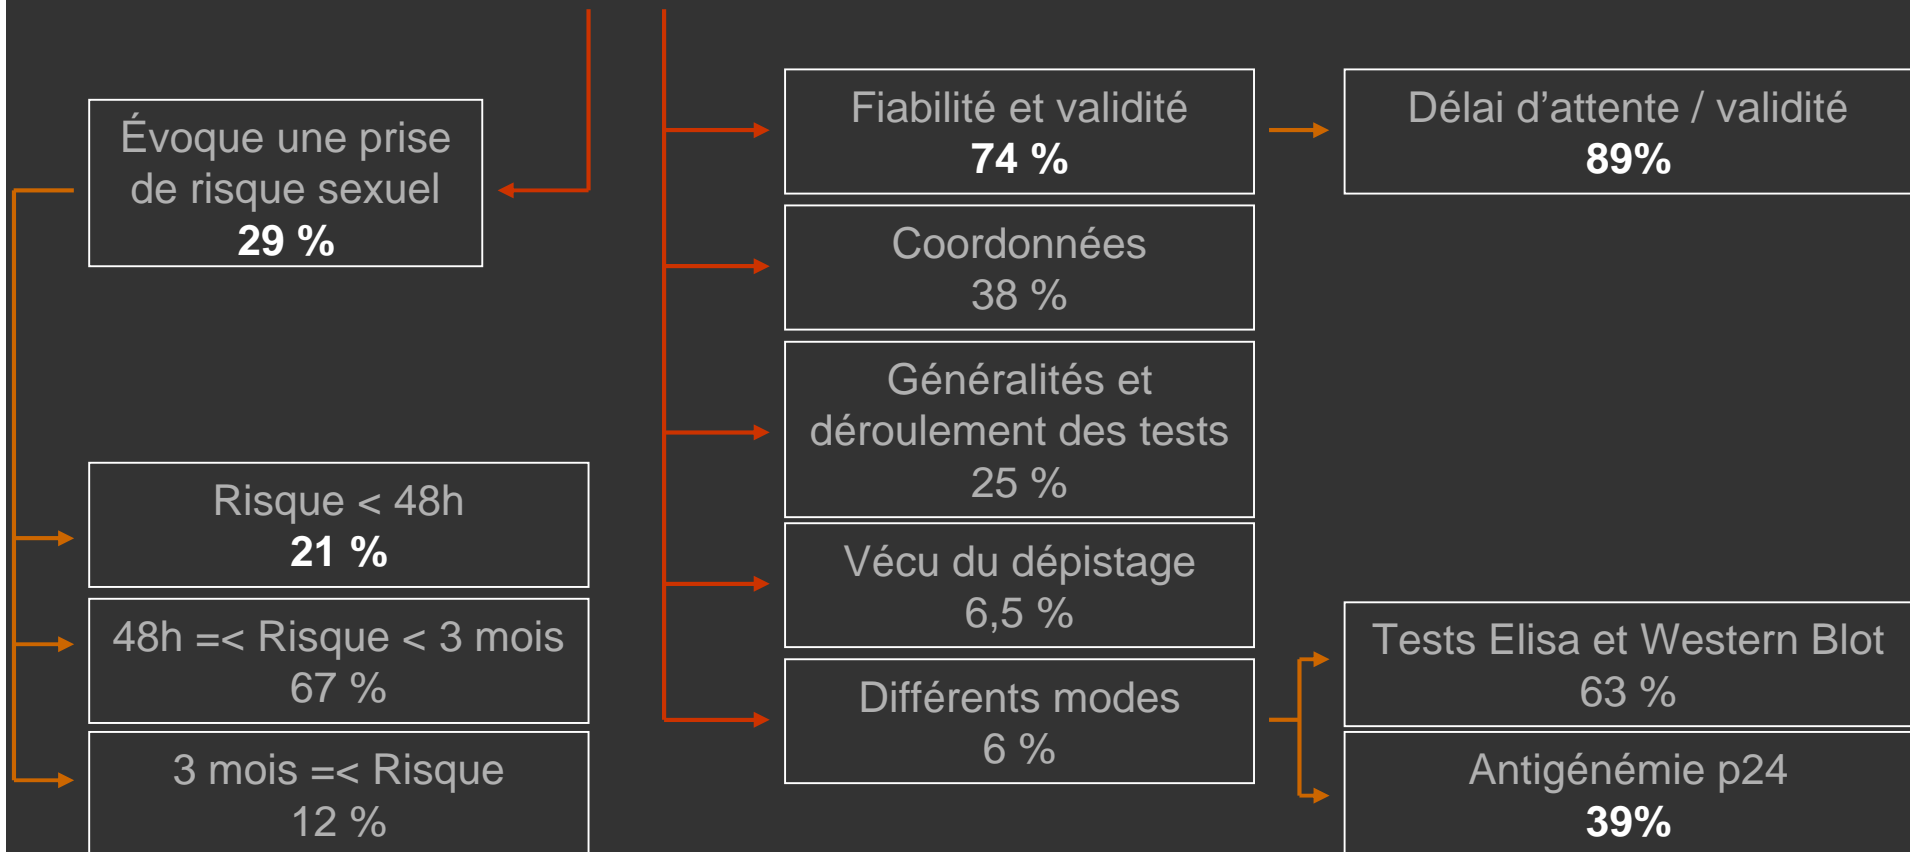 Évoque une prise
de risque sexuel
29 %
Risque < 48h
21 %
48h =< Risque < 3 mois
67 %
3 mois =< Risque
12 %
Fiabilité et validité
74 %
Coordonnées
38 %
Généralités et
déroulement des tests
25 %
Vécu du dépistage
6,5 %
Différents modes
6 %
Délai d’attente / validité
89%
Tests Elisa et Western Blot
63 %
Antigénémie p24
39%